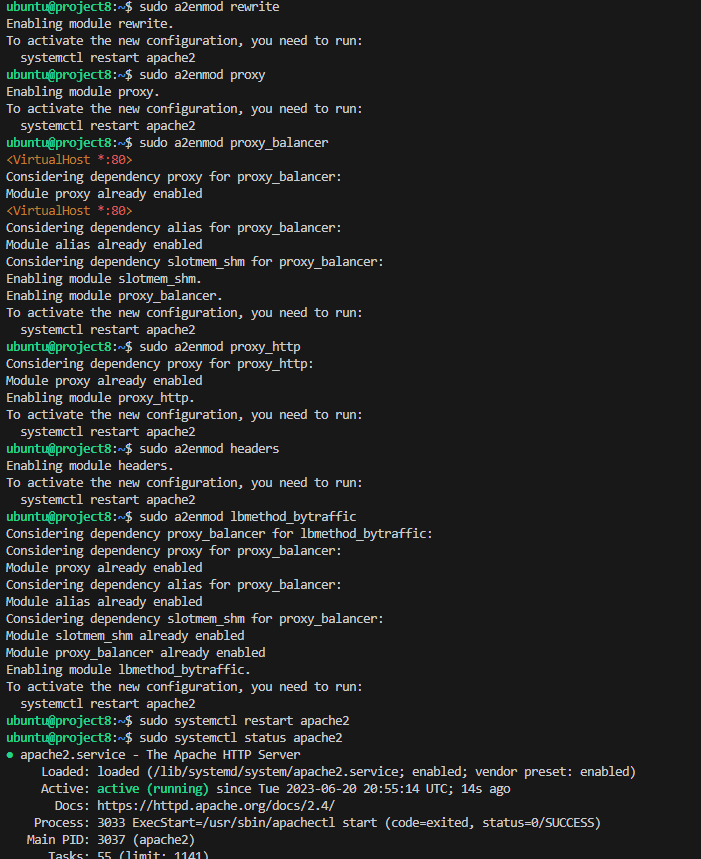 ubuntu@project8:~$ sudo a2enmod rewrite
Enabling module rewrite.
To activate the new configuration, you need to run:
  systemctl restart apache2
ubuntu@project8:~$ sudo a2enmod proxy
Enabling module proxy.
To activate the new configuration, you need to run:
  systemctl restart apache2
ubuntu@project8:~$ sudo a2enmod proxy_balancer
<VirtualHost *:80>
Considering dependency proxy for proxy_balancer:
Module proxy already enabled
<VirtualHost *:80>
Considering dependency alias for proxy_balancer:
Module alias already enabled
Considering dependency slotmem_shm for proxy_balancer:
Enabling module slotmem_shm.
Enabling module proxy_balancer.
To activate the new configuration, you need to run:
  systemctl restart apache2
ubuntu@project8:~$ sudo a2enmod proxy_http
Considering dependency proxy for proxy_http:
Module proxy already enabled
Enabling module proxy_http.
To activate the new configuration, you need to run:
  systemctl restart apache2
ubuntu@project8:~$ sudo a2enmod headers
Enabling module headers.
To activate the new configuration, you need to run:
  systemctl restart apache2
ubuntu@project8:~$ sudo a2enmod lbmethod_bytraffic
Considering dependency proxy_balancer for lbmethod_bytraffic:
Considering dependency proxy for proxy_balancer:
Module proxy already enabled
Considering dependency alias for proxy_balancer:
Module alias already enabled
Considering dependency slotmem_shm for proxy_balancer:
Module slotmem_shm already enabled
Module proxy_balancer already enabled
Enabling module lbmethod_bytraffic.
To activate the new configuration, you need to run:
  systemctl restart apache2
ubuntu@project8:~$ sudo systemctl restart apache2
ubuntu@project8:~$ sudo systemctl status apache2
● apache2.service - The Apache HTTP Server
     Loaded: loaded (/lib/systemd/system/apache2.service; enabled; vendor preset: enabled)
     Active: active (running) since Tue 2023-06-20 20:55:14 UTC; 14s ago
       Docs: https://httpd.apache.org/docs/2.4/
    Process: 3033 ExecStart=/usr/sbin/apachectl start (code=exited, status=0/SUCCESS)
   Main PID: 3037 (apache2)
      Tasks: 55 (limit: 1141)